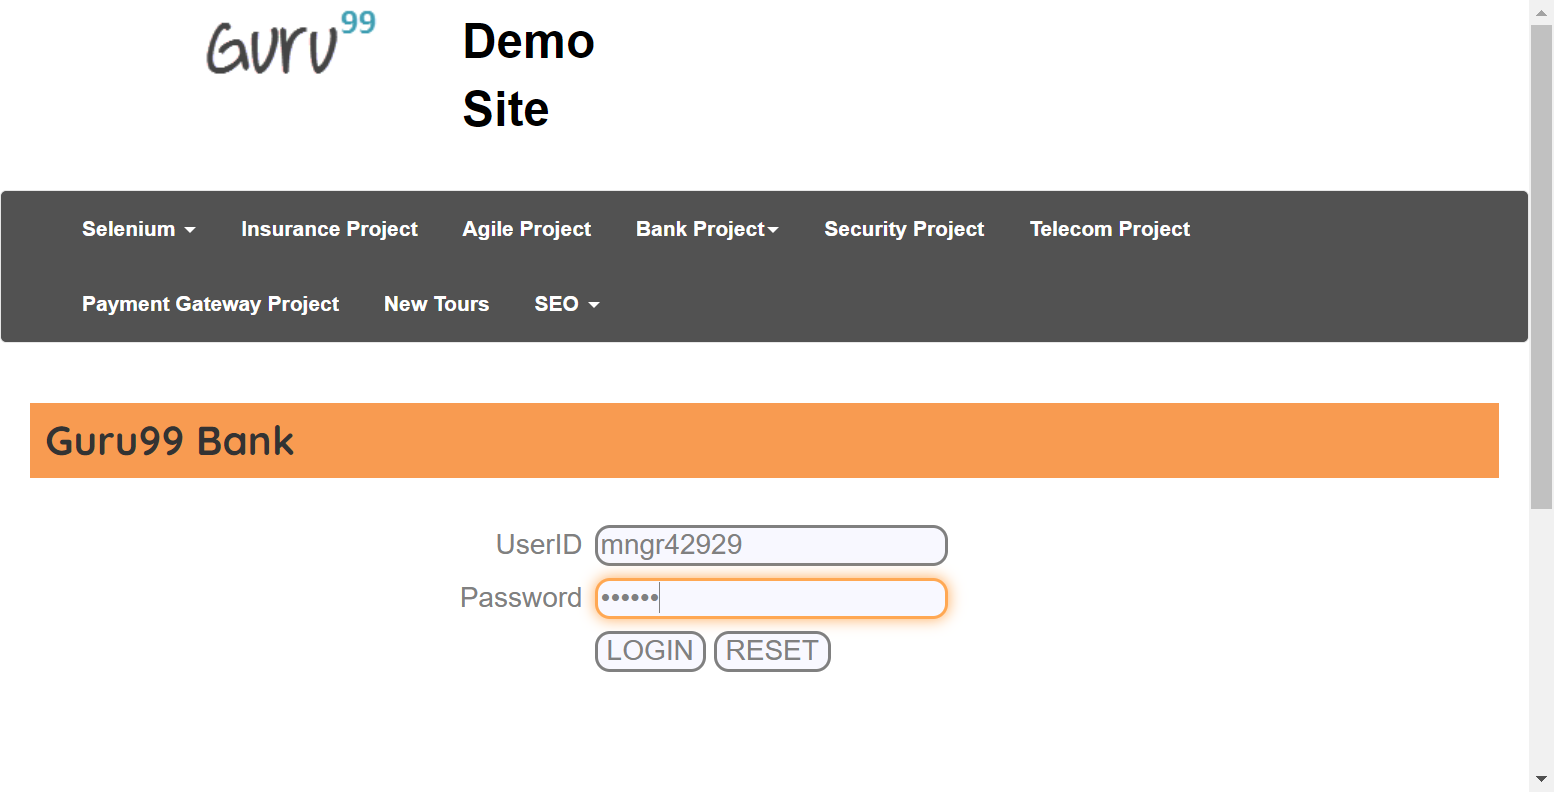 Guru99
Demo
Site
Selenium Insurance Project Agile Project Bank Project Security Project Telecom Project
Payment Gateway Project New Tours SEO
Guru99 Bank
UserID mngr42929
Password ••••••
LOGIN RESET